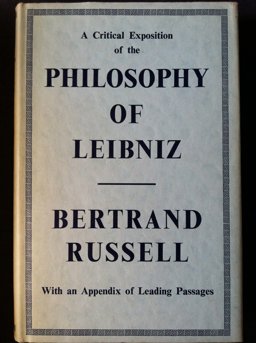 A Critical Exposition
of the
PHILOSOPHY
OF
LEIBNIZ
BERTRAND
RUSSELL
With an Appendix of Leading Passages